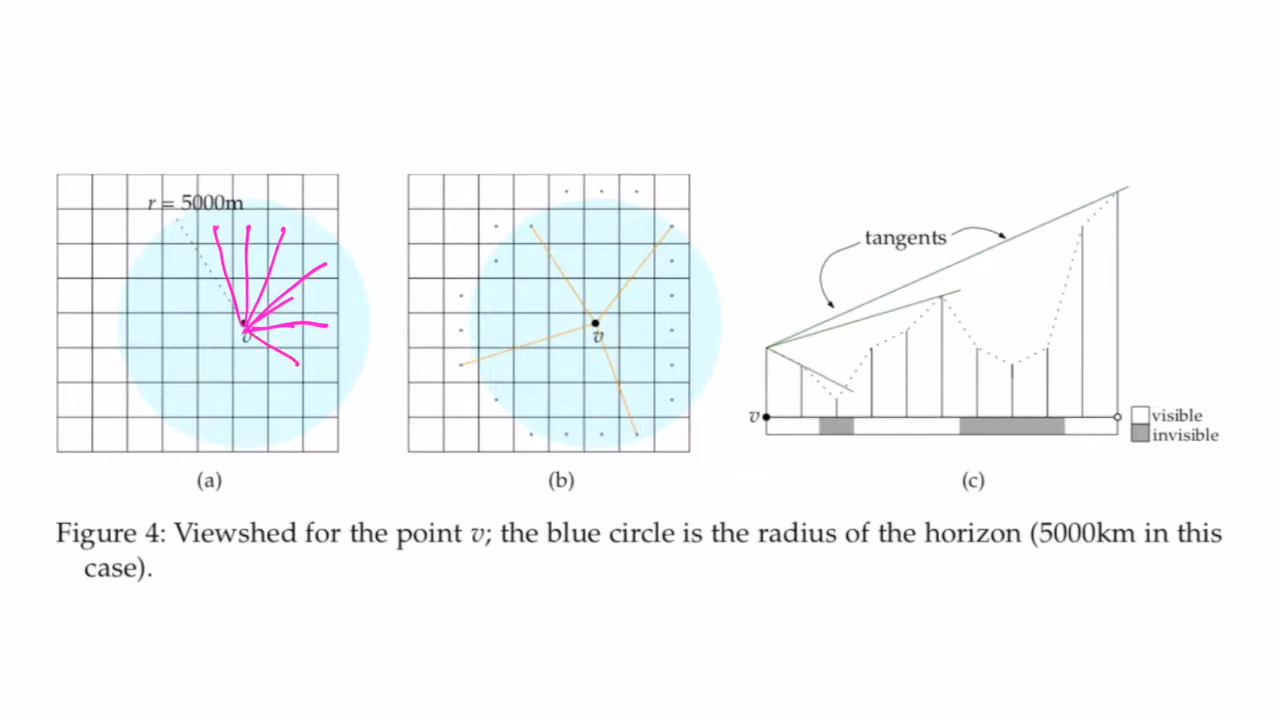 r = 5000m
v
(a)
v
(b)
tangents
v
visible
invisible
(c)
Figure 4: Viewshed for the point v; the blue circle is the radius of the horizon (5000km in this
case).